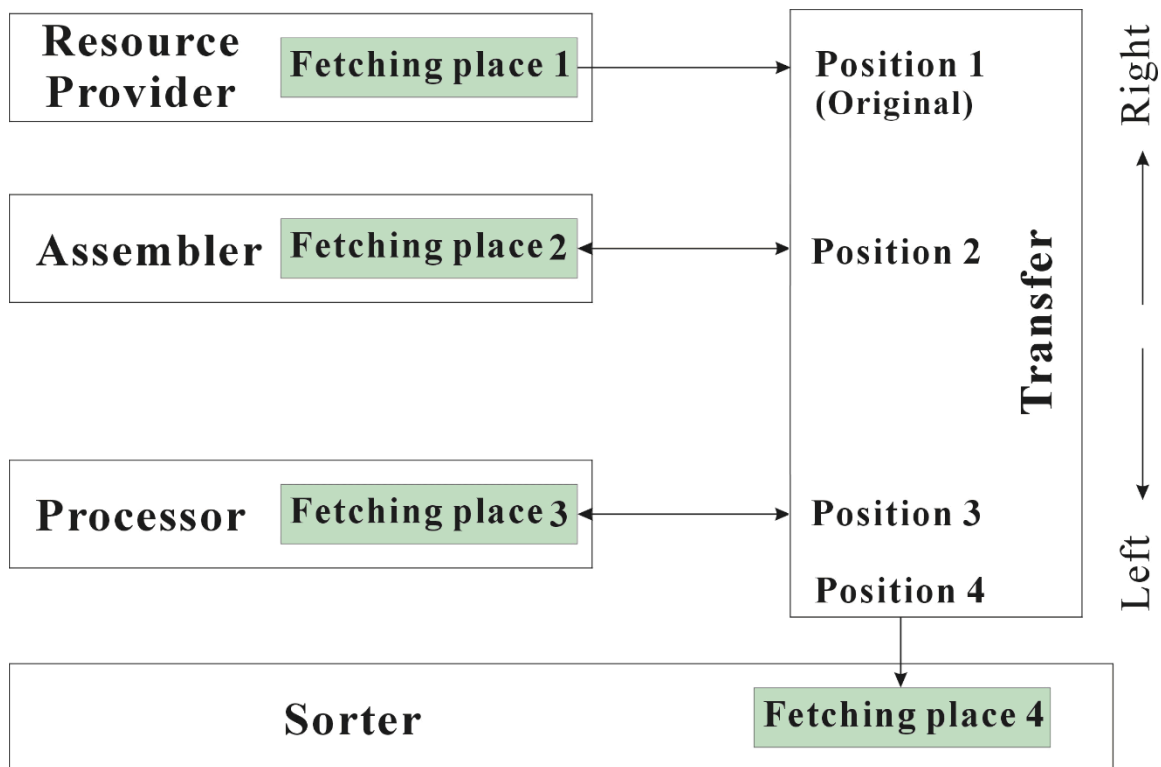 Resource
Provider
Fetching place 1
Position 1
(Original)
Right
Assembler
Fetching place 2
Position 2
Transfer
Processor
Fetching place 3
Position 3
Position 4
Left
Sorter
Fetching place 4